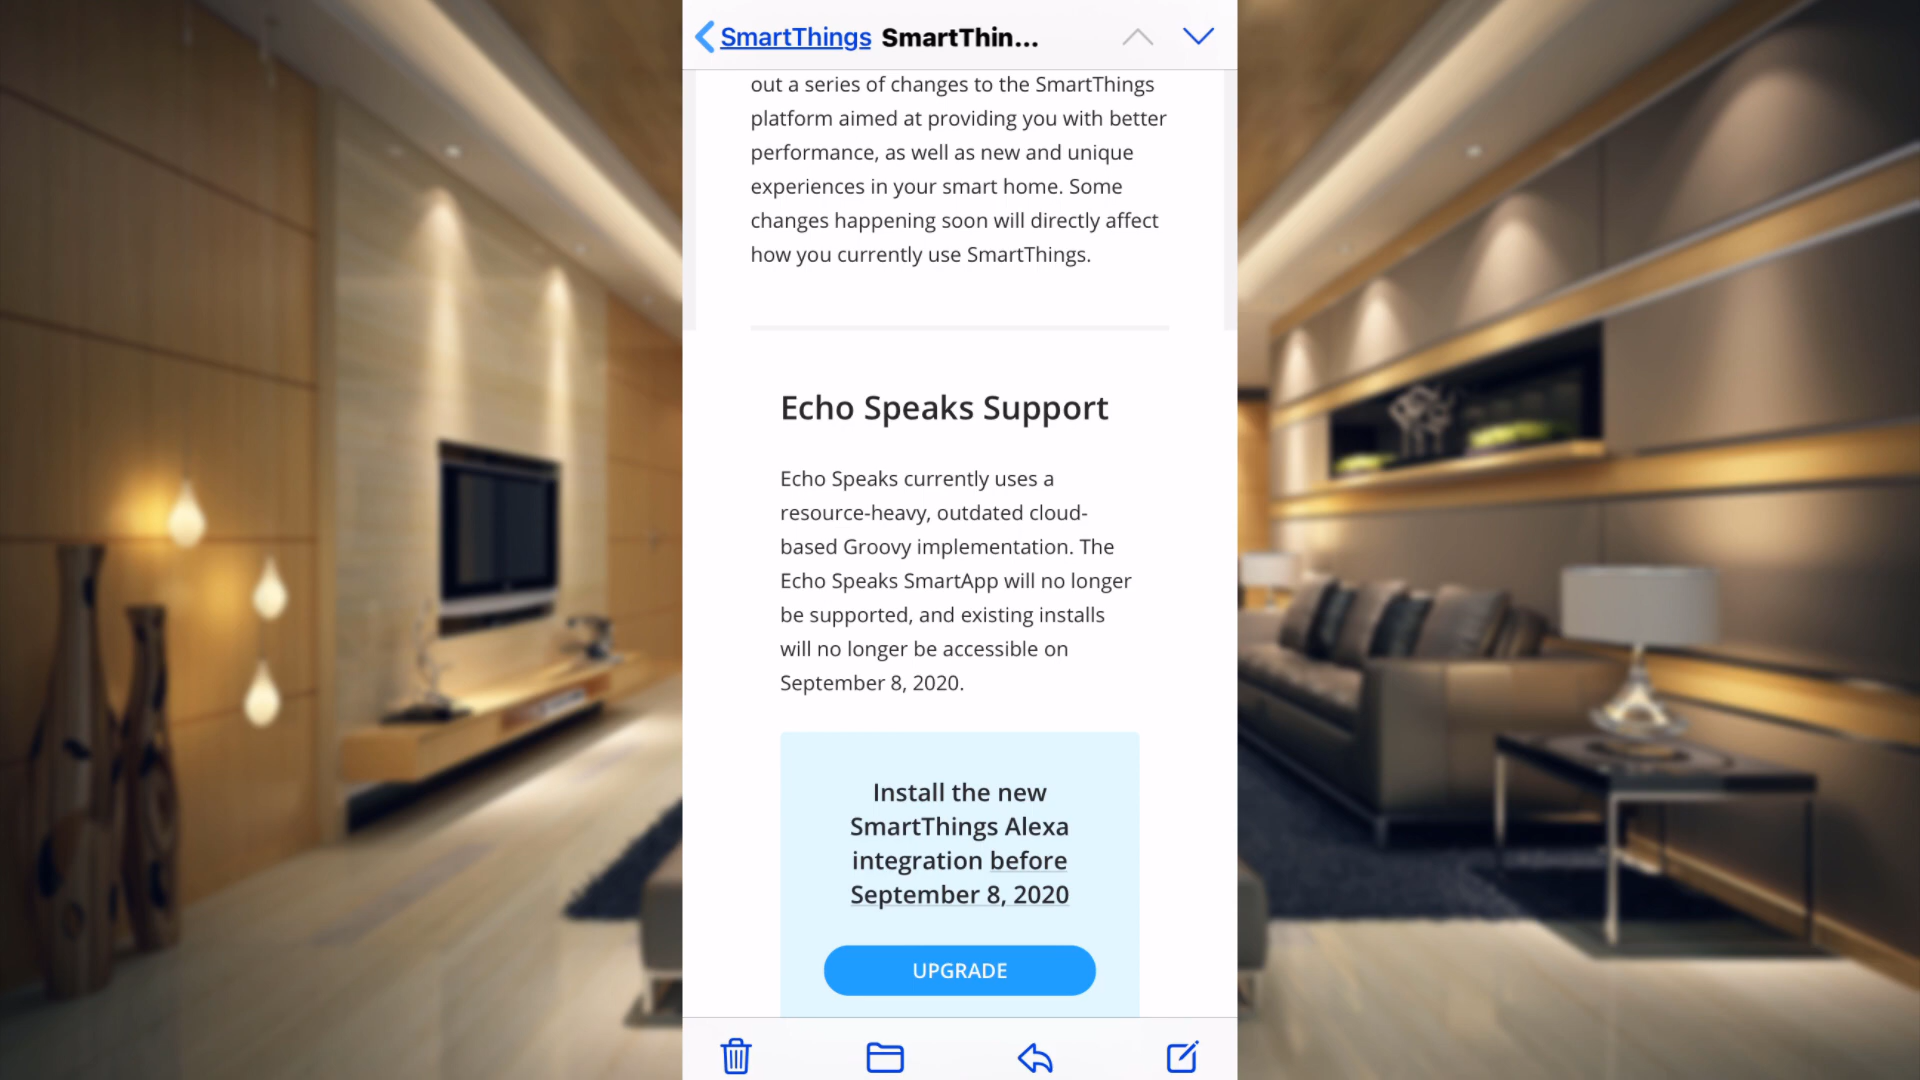 SmartThings SmartThin...
out a series of changes to the SmartThings
platform aimed at providing you with better
performance, as well as new and unique
experiences in your smart home. Some
changes happening soon will directly affect
how you currently use SmartThings.
Echo Speaks Support
Echo Speaks currently uses a
resource-heavy, outdated cloud-
based Groovy implementation. The
Echo Speaks SmartApp will no longer
be supported, and existing installs
will no longer be accessible on
September 8, 2020.
Install the new
SmartThings Alexa
integration before
September 8, 2020
UPGRADE